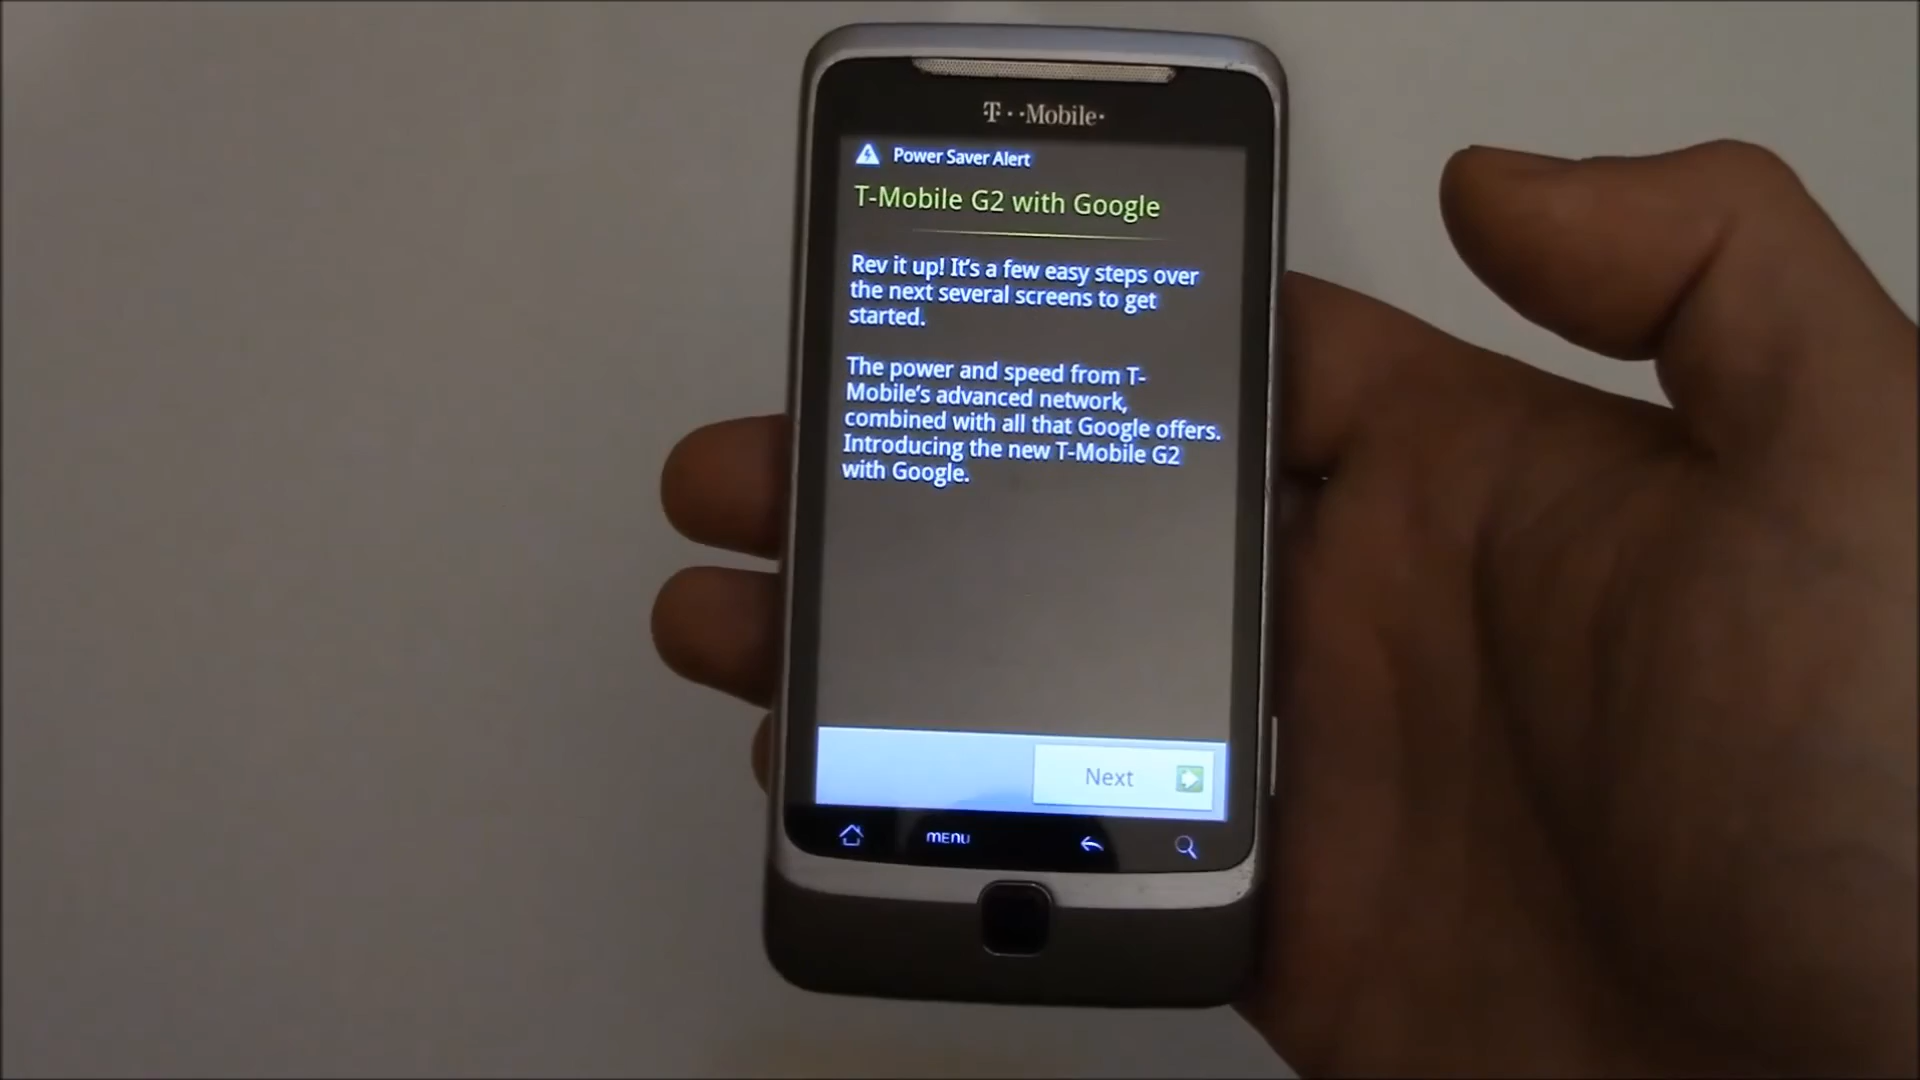 T··Mobile·
Power Saver Alert
T-Mobile G2 with Google
Rev it up! It's a few easy steps over
the next several screens to get
started.
The power and speed from T-
Mobile's advanced network,
combined with all that Google offers.
Introducing the new T-Mobile G2
with Google.
Next
MENU